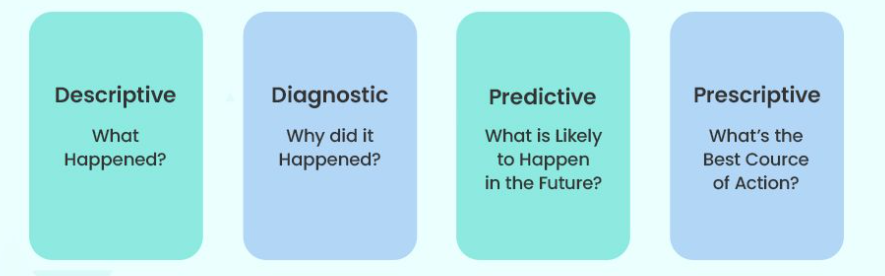 Descriptive
What
Happened?
Diagnostic
Why did it
Happened?
Predictive
What is Likely
to Happen
in the Future?
Prescriptive
What's the
Best Cource
of Action?